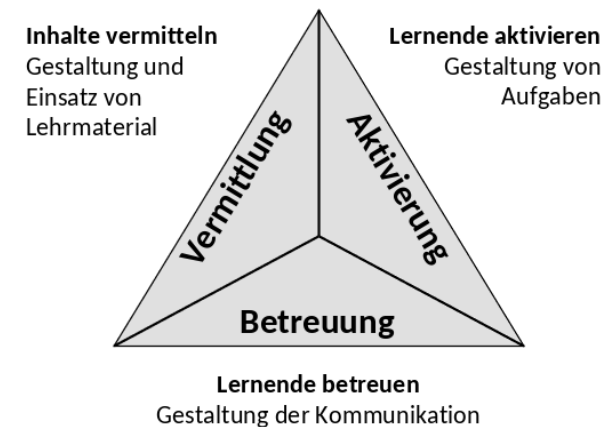 Inhalte vermitteln
Gestaltung und
Einsatz von
Lehrmaterial
Lernende aktivieren
Gestaltung von
Aufgaben
Vermittlung
Aktivierung
Betreuung
Lernende betreuen
Gestaltung der Kommunikation